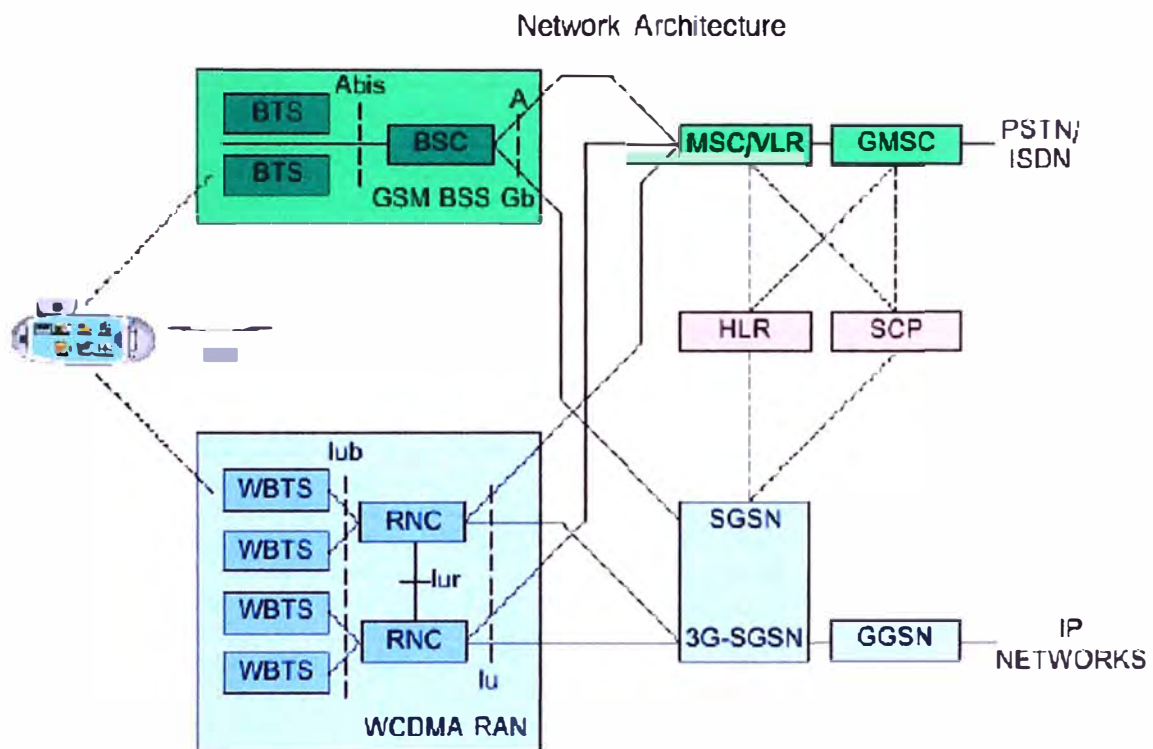 Network Architecture
Abis
A
BTS
BSC
BTS
GSM BSS Gb
MSC/VLR
GMSC
PSTN/
ISDN
HLR
SCP
Iub
WBTS
RNC
WBTS
Iur
WBTS
RNC
WBTS
Iu
WCDMA RAN
SGSN
3G-SGSN
GGSN
IP
NETWORKS